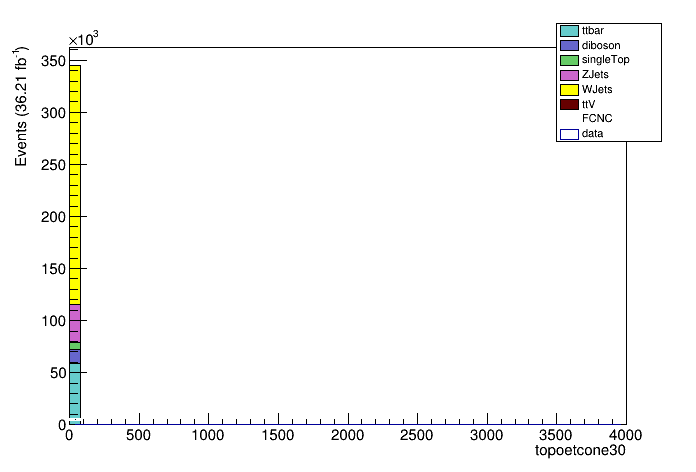 ×10³
Events (36.21 fb⁻¹)
350
300
250
200
150
100
50
0
0 500 1000 1500 2000 2500 3000 3500 4000
topoetcone30
ttbar
diboson
singleTop
ZJets
WJets
ttV
FCNC
data